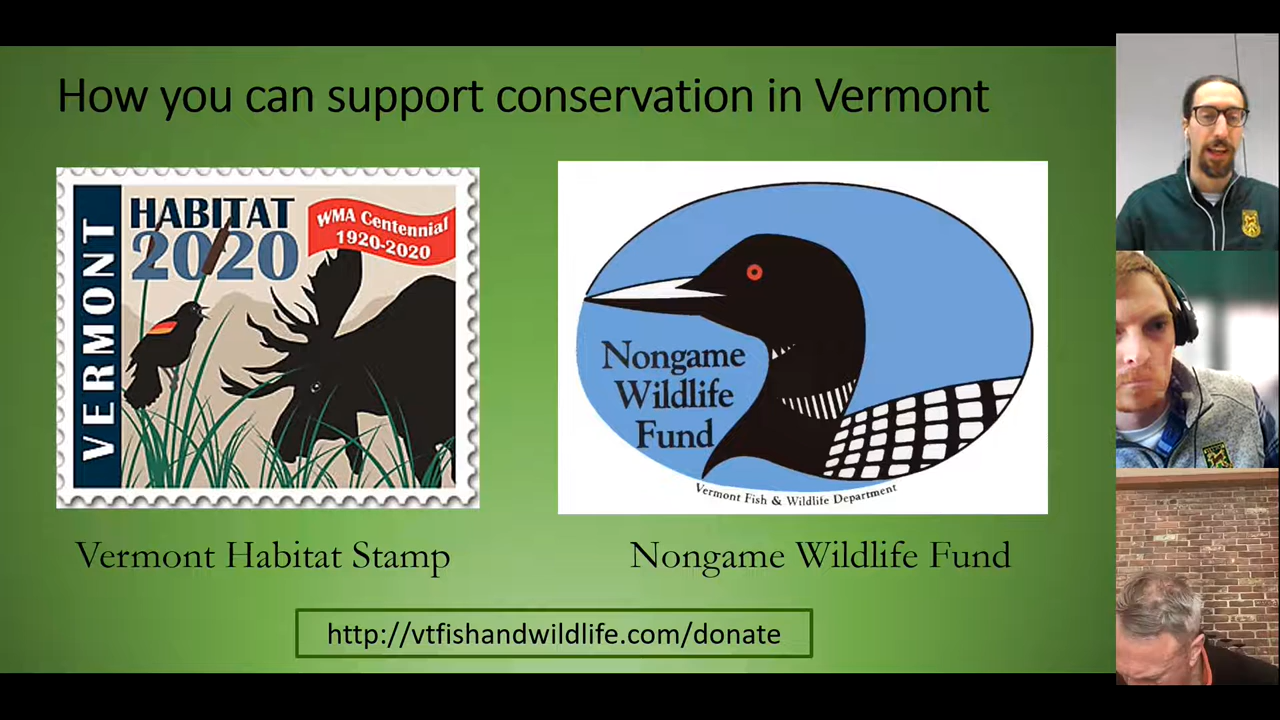 How you can support conservation in Vermont
VERMONT
HABITAT
2020
WMA Centennial
1920-2020
Nongame
Wildlife
Fund
Vermont Fish & Wildlife Department
Vermont Habitat Stamp
Nongame Wildlife Fund
http://vtfishandwildlife.com/donate